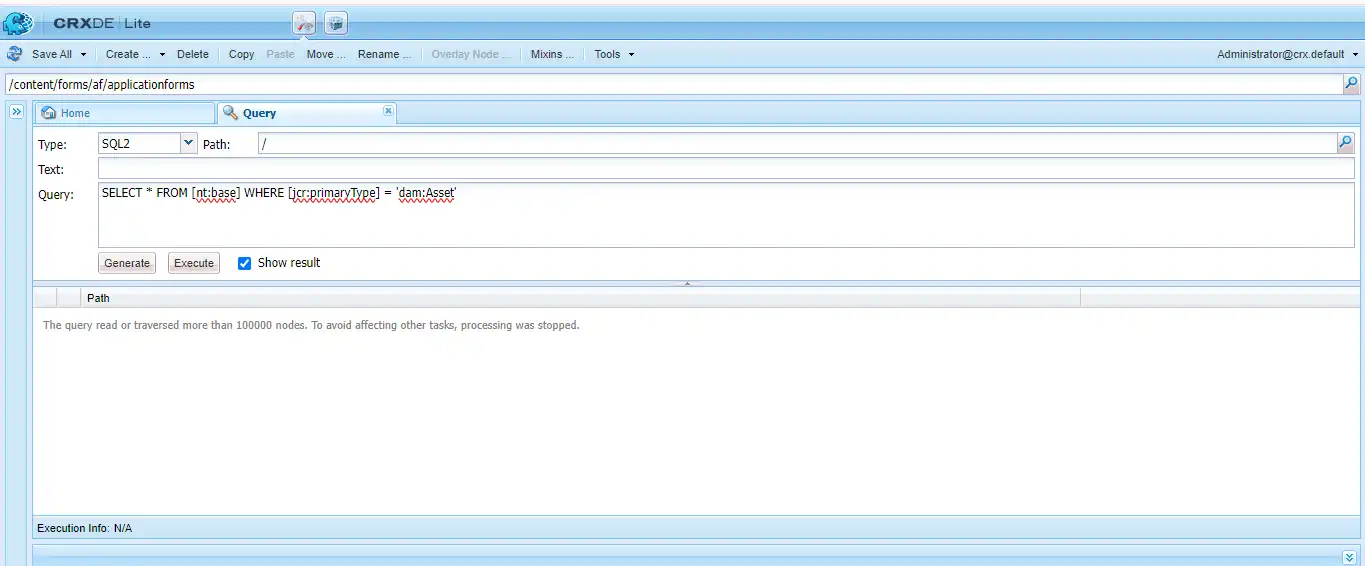 CRXDE | Lite
Save All Create ... Delete Copy Paste Move ... Rename ... Overlay Node ... Mixins ... Tools Administrator@crx.default
/content/forms/af/applicationforms
Home Query
Type: SQL2 Path: /
Text:
Query: SELECT * FROM [nt:base] WHERE [jcr:primaryType] = 'dam:Asset'
Generate Execute Show result
Path
The query read or traversed more than 100000 nodes. To avoid affecting other tasks, processing was stopped.
Execution Info: N/A